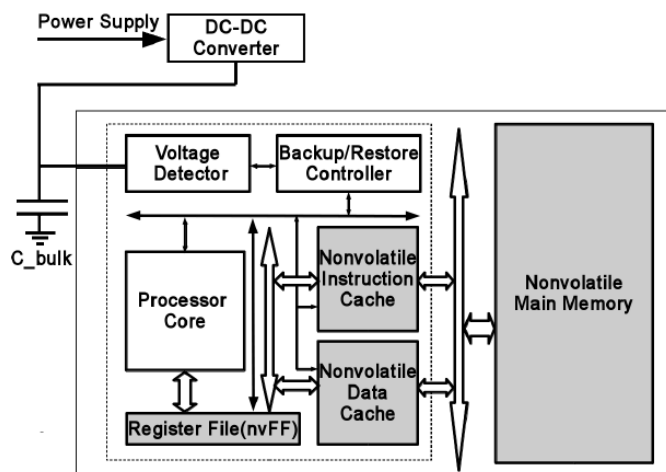 Power Supply
DC-DC
Converter
Voltage
Detector
Backup/Restore
Controller
C_bulk
Processor
Core
Nonvolatile
Instruction
Cache
Nonvolatile
Main Memory
Nonvolatile
Data
Cache
Register File(nvFF)